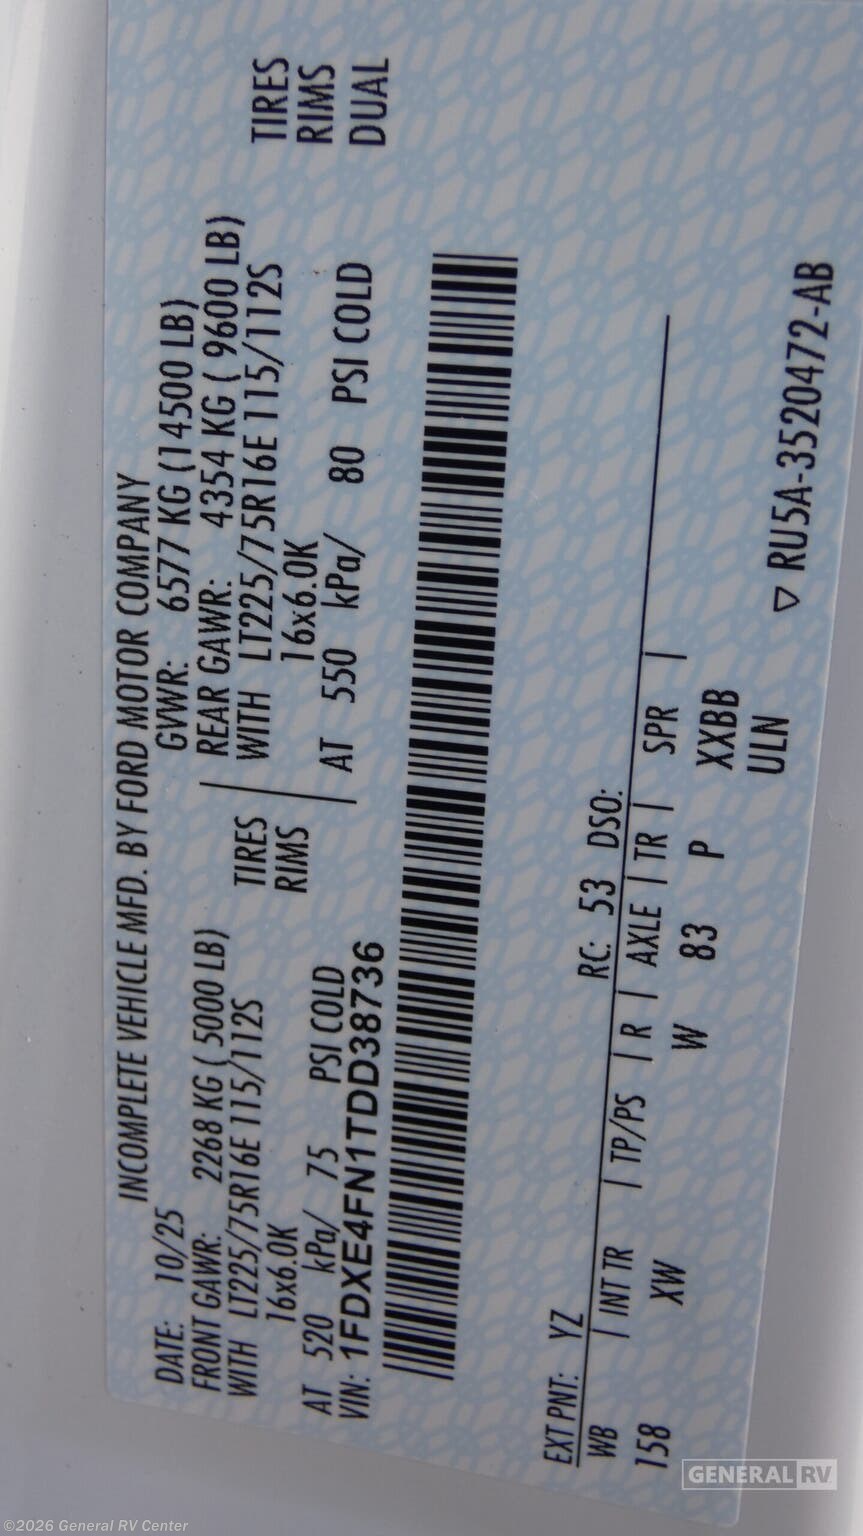 INCOMPLETE VEHICLE MFD. BY FORD MOTOR COMPANY
DATE: 10/25 GVWR: 6577 KG (14500 LB)
FRONT GAWR: 2268 KG ( 5000 LB) REAR GAWR: 4354 KG ( 9600 LB)
WITH LT225/75R16E 115/112S TIRES WITH LT225/75R16E 115/112S TIRES
16x6.0K RIMS 16x6.0K RIMS
AT 520 kPa/ 75 PSI COLD AT 550 kPa/ 80 PSI COLD DUAL
VIN: 1FDXE4FN1TDD38736
EXT PNT: YZ RC: 53 DSO:
WB INT TR TP/PS R AXLE TR SPR
158 XW W 83 P XXBB
ULN
▽ RU5A-3520472-AB
GENERAL RV
©2026 General RV Center